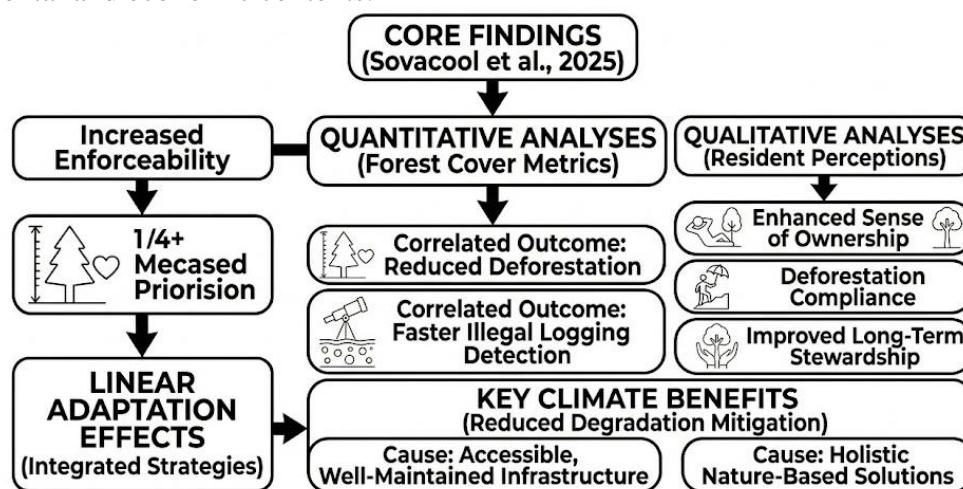 CORE FINDINGS
(Sovacool et al., 2025)
Increased
Enforceability
QUANTITATIVE ANALYSES
(Forest Cover Metrics)
QUALITATIVE ANALYSES
(Resident Perceptions)
1/4+
Mecased
Priorision
Correlated Outcome:
Reduced Deforestation
Correlated Outcome:
Faster Illegal Logging
Detection
Enhanced Sense
of Ownership
Deforestation
Compliance
Improved Long-Term
Stewardship
LINEAR
ADAPTATION
EFFECTS
(Integrated Strategies)
KEY CLIMATE BENEFITS
(Reduced Degradation Mitigation)
Cause: Accessible,
Well-Maintained Infrastructure
Cause: Holistic
Nature-Based Solutions